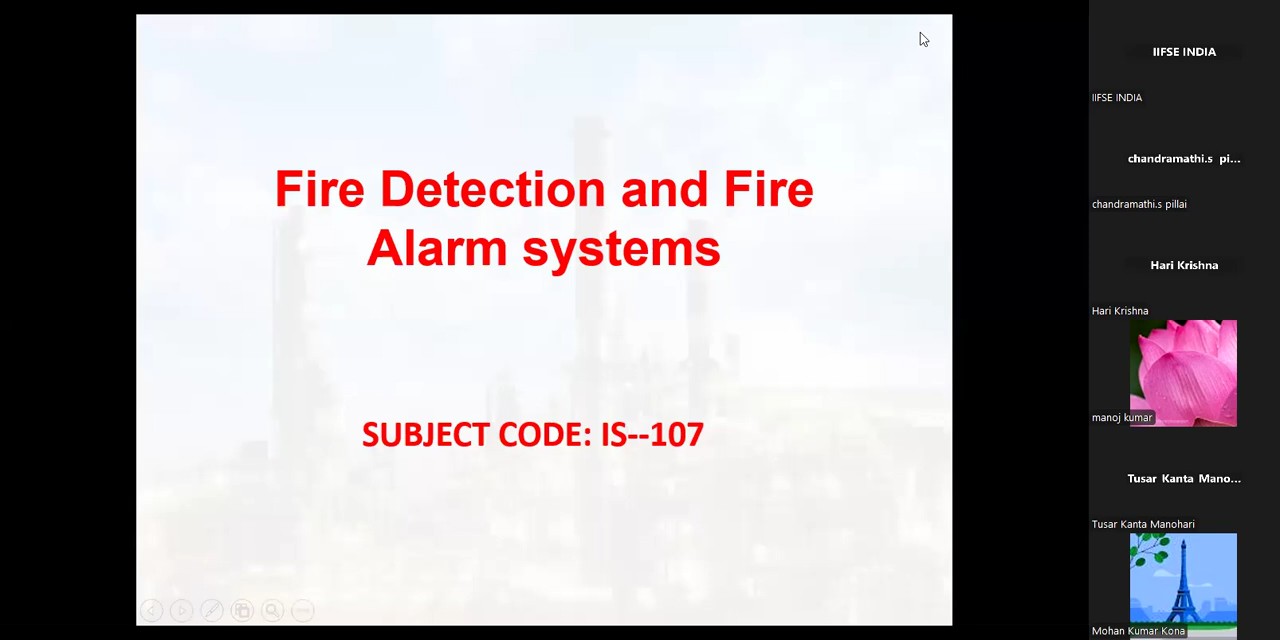 Fire Detection and Fire
Alarm systems
SUBJECT CODE: IS--107
IIFSE INDIA
IIFSE INDIA
chandramathi.s pi...
chandramathi.s pillai
Hari Krishna
Hari Krishna
manoj kumar
Tusar Kanta Mano...
Tusar Kanta Manohari
Mohan Kumar Kona